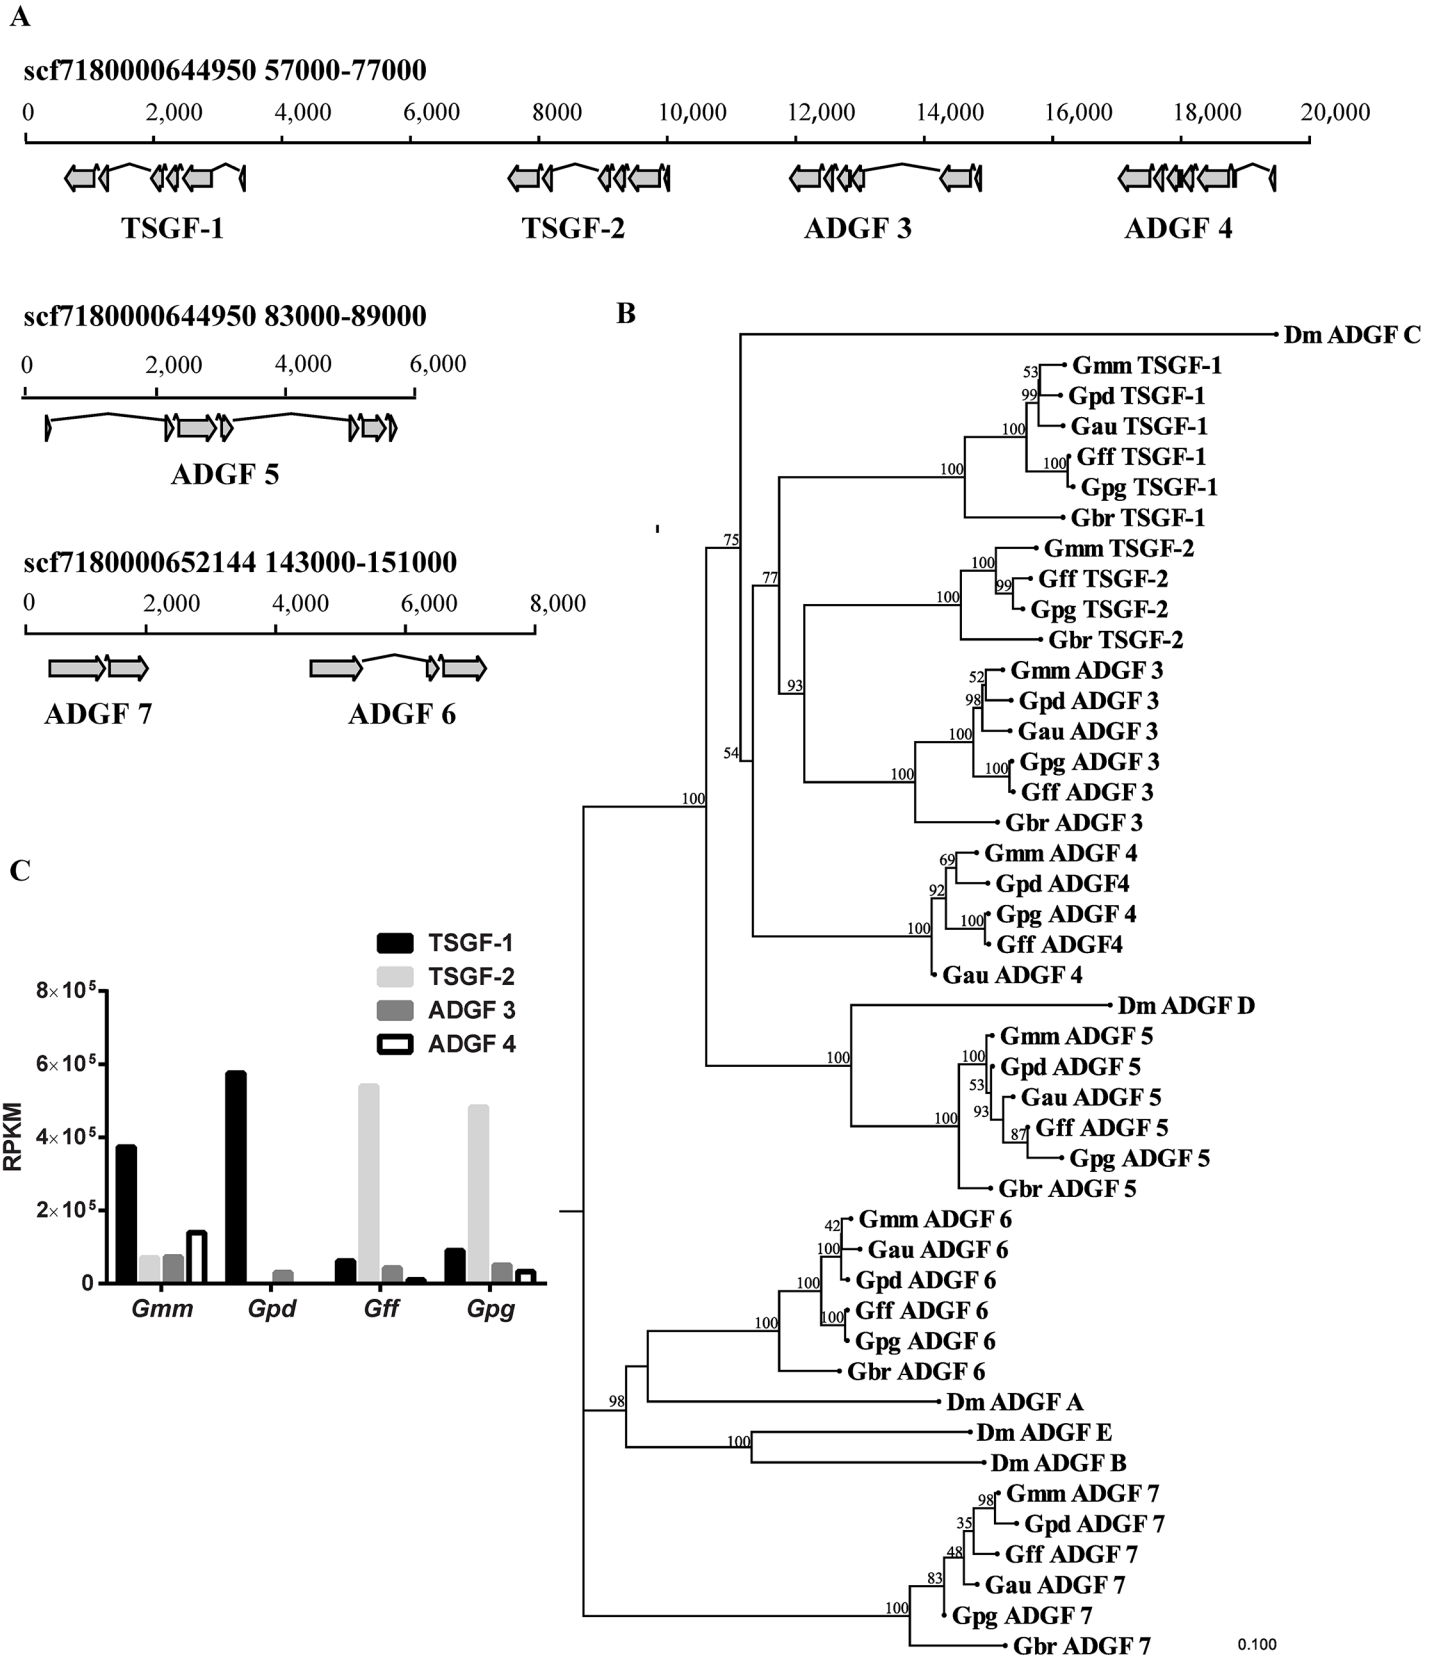 A
scf7180000644950 57000-77000
0 2,000 4,000 6,000 8000 10,000 12,000 14,000 16,000 18,000 20,000
TSGF-1 TSGF-2 ADGF 3 ADGF 4
scf7180000644950 83000-89000
0 2,000 4,000 6,000
ADGF 5
scf7180000652144 143000-151000
0 2,000 4,000 6,000 8,000
ADGF 7 ADGF 6
B
Dm ADGF C
Gmm TSGF-1
53
Gpd TSGF-1
99
Gau TSGF-1
100
Gff TSGF-1
100
100
Gpg TSGF-1
Gbr TSGF-1
75
Gmm TSGF-2
100
77
Gff TSGF-2
99
100
Gpg TSGF-2
Gbr TSGF-2
Gmm ADGF 3
52
93
Gpd ADGF 3
98
Gau ADGF 3
100
54
Gpg ADGF 3
100
100
Gff ADGF 3
100
Gbr ADGF 3
Gmm ADGF 4
69
Gpd ADGF4
92
Gpg ADGF 4
100
100
Gff ADGF4
Gau ADGF 4
Dm ADGF D
Gmm ADGF 5
100
100
Gpd ADGF 5
53
Gau ADGF 5
93
100
Gff ADGF 5
87
Gpg ADGF 5
Gbr ADGF 5
Gmm ADGF 6
42
Gau ADGF 6
100
Gpd ADGF 6
100
Gff ADGF 6
100
100
Gpg ADGF 6
Gbr ADGF 6
98
Dm ADGF A
Dm ADGF E
100
Dm ADGF B
Gmm ADGF 7
98
Gpd ADGF 7
35
Gff ADGF 7
48
83
Gau ADGF 7
100
Gpg ADGF 7
Gbr ADGF 7
0.100
C
TSGF-1
TSGF-2
ADGF 3
ADGF 4
RPKM
8×10⁵
6×10⁵
4×10⁵
2×10⁵
0
Gmm Gpd Gff Gpg